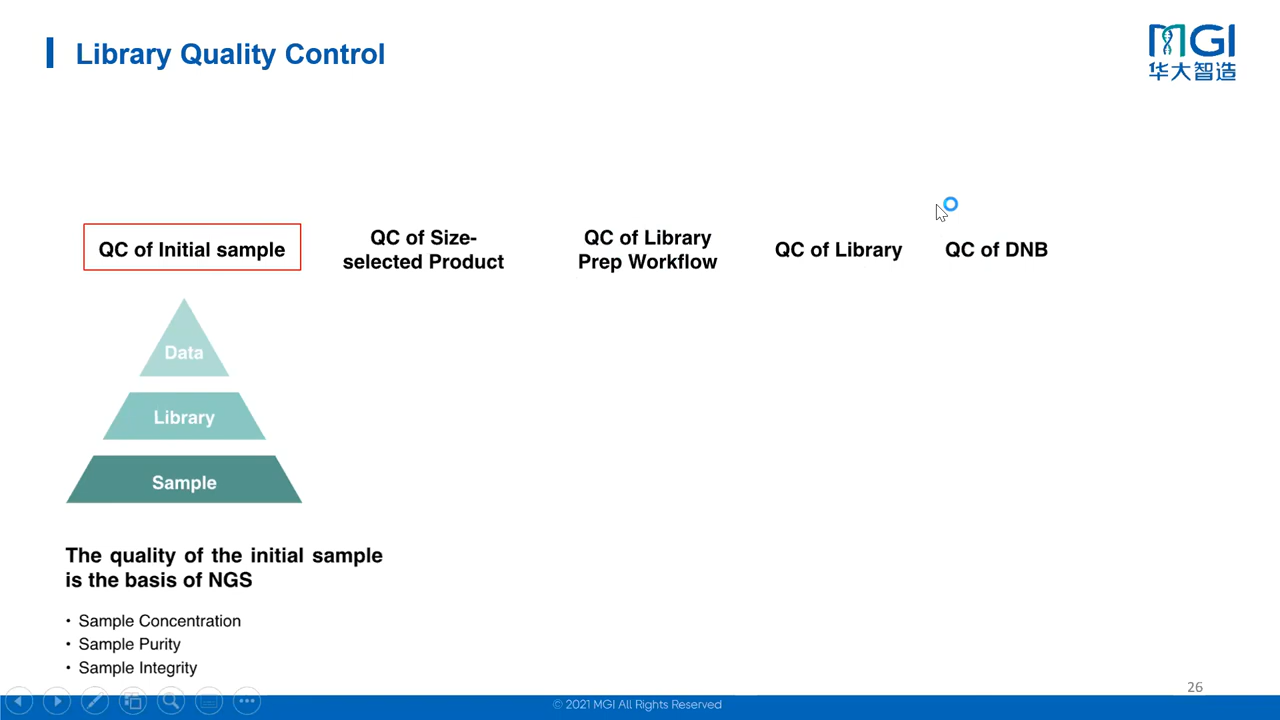 Library Quality Control
MGI
华大智造
QC of Initial sample
QC of Size-
selected Product
QC of Library
Prep Workflow
QC of Library
QC of DNB
Data
Library
Sample
The quality of the initial sample
is the basis of NGS
• Sample Concentration
• Sample Purity
• Sample Integrity
26
© 2021 MGI All Rights Reserved